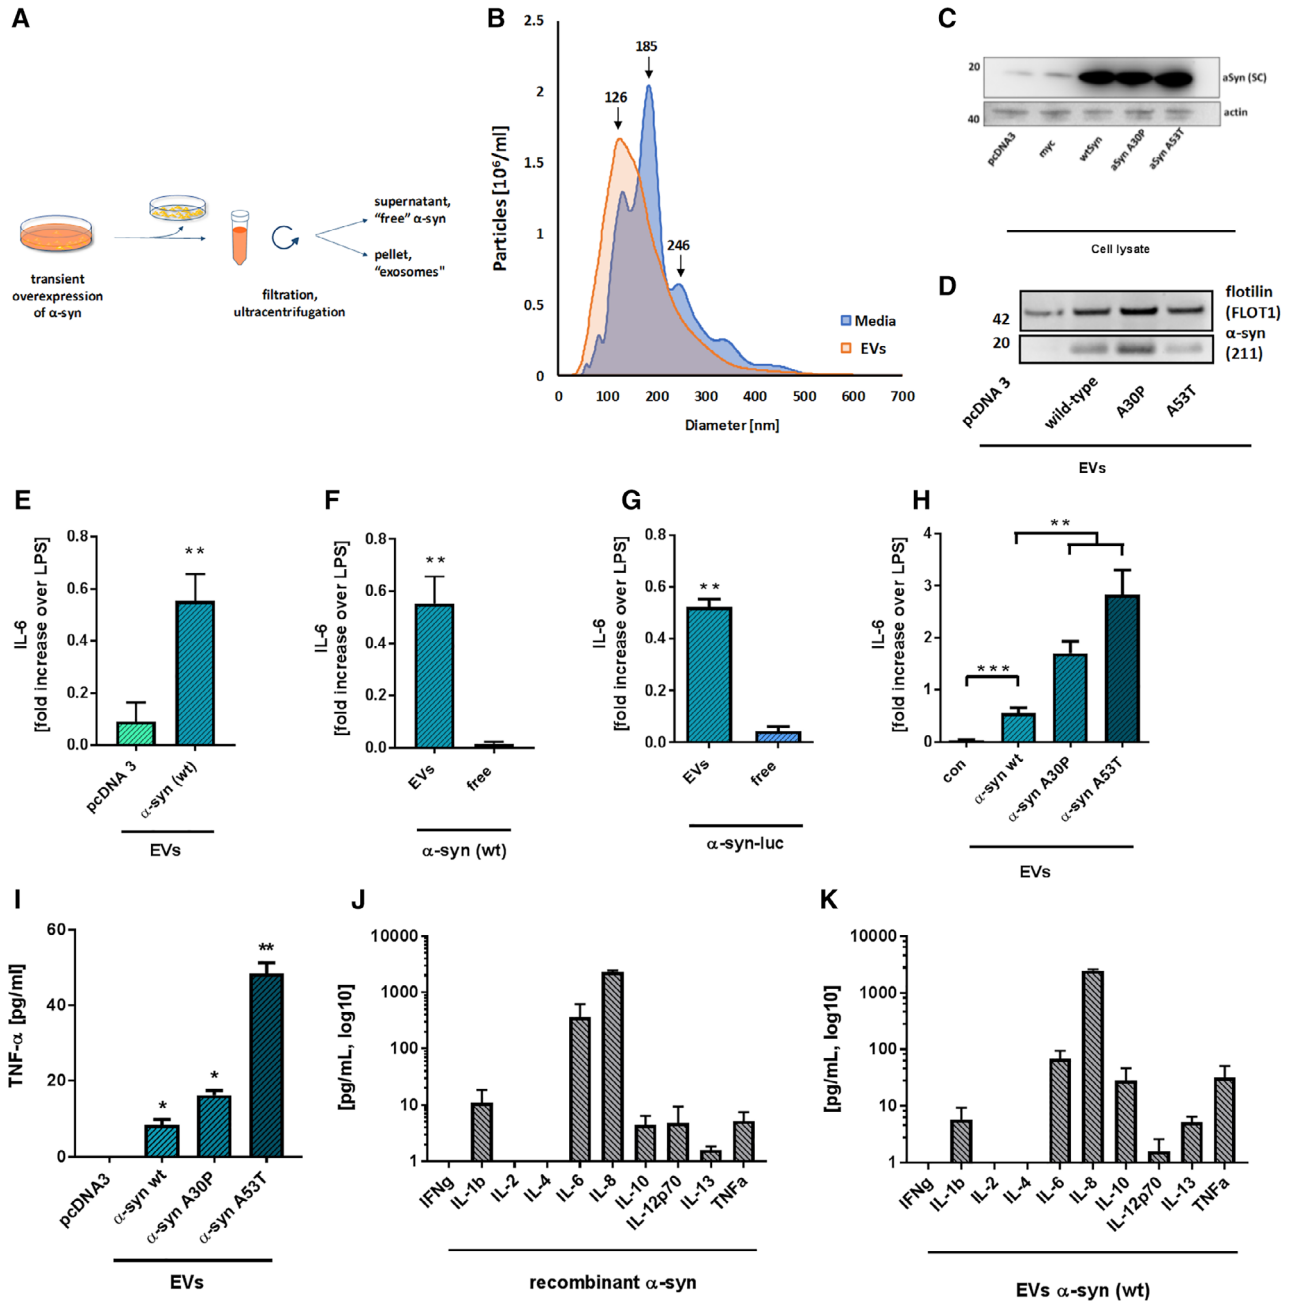 A
transient
overexpression
of α-syn
filtration,
ultracentrifugation
supernatant,
"free" α-syn
pellet,
"exosomes"
B
Particles [10⁶/ml]
2.5
2
1.5
1
0.5
0
126
185
246
Media
EVs
0 100 200 300 400 500 600 700
Diameter [nm]
C
20
40
aSyn (SC)
actin
pcDNA3
myc
wtSyn
aSyn A30P
aSyn A53T
Cell lysate
D
42
20
flotilin
(FLOT1)
α-syn
(211)
pcDNA 3
wild-type
A30P
A53T
EVs
E
IL-6
[fold increase over LPS]
0.8
0.6
0.4
0.2
0.0
**
pcDNA 3
α-syn (wt)
EVs
F
IL-6
[fold increase over LPS]
0.8
0.6
0.4
0.2
0.0
**
EVs
free
α-syn (wt)
G
IL-6
[fold increase over LPS]
0.8
0.6
0.4
0.2
0.0
**
EVs
free
α-syn-luc
H
IL-6
[fold increase over LPS]
4
3
2
1
0
***
**
con
α-syn wt
α-syn A30P
α-syn A53T
EVs
I
TNF-α [pg/ml]
60
40
20
0
*
*
**
pcDNA3
α-syn wt
α-syn A30P
α-syn A53T
EVs
J
[pg/mL, log10]
10000
1000
100
10
1
IFNg
IL-1b
IL-2
IL-4
IL-6
IL-8
IL-10
IL-12p70
IL-13
TNFa
recombinant α-syn
K
[pg/mL, log10]
10000
1000
100
10
1
IFNg
IL-1b
IL-2
IL-4
IL-6
IL-8
IL-10
IL-12p70
IL-13
TNFa
EVs α-syn (wt)